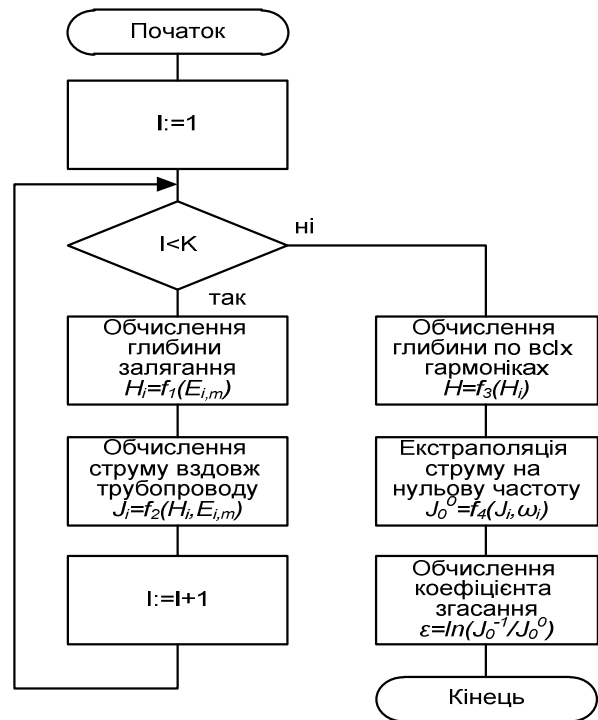 Початок
I:=1
I<K
ні
так
Обчислення
глибини
залягання
Hᵢ=f₁(Eᵢ,ₘ)
Обчислення
струму вздовж
трубопроводу
Jᵢ=f₂(Hᵢ,Eᵢ,ₘ)
I:=I+1
Обчислення
глибини по всІх
гармоніках
H=f₃(Hᵢ)
Екстраполяція
струму на
нульову частоту
J₀⁰=f₄(Jᵢ,ωᵢ)
Обчислення
коефіцієнта
згасання
ε=ln(J₀⁻¹/J₀⁰)
Кінець